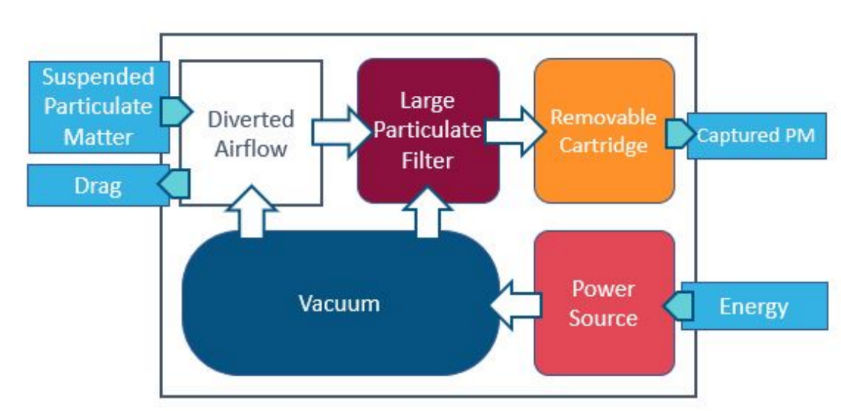 Suspended
Particulate
Matter
Drag
Diverted
Airflow
Large
Particulate
Filter
Removable
Cartridge
Captured PM
Vacuum
Power
Source
Energy